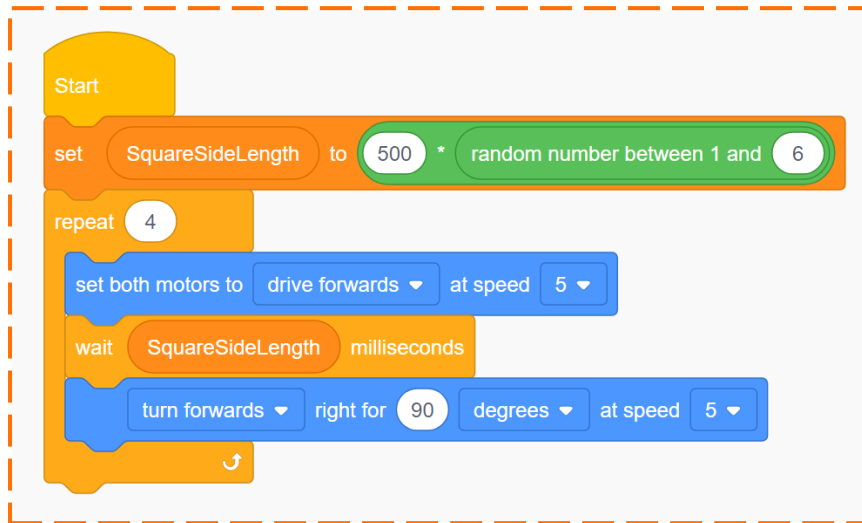 Start
set SquareSideLength to 500 * random number between 1 and 6
repeat 4
set both motors to drive forwards at speed 5
wait SquareSideLength milliseconds
turn forwards right for 90 degrees at speed 5